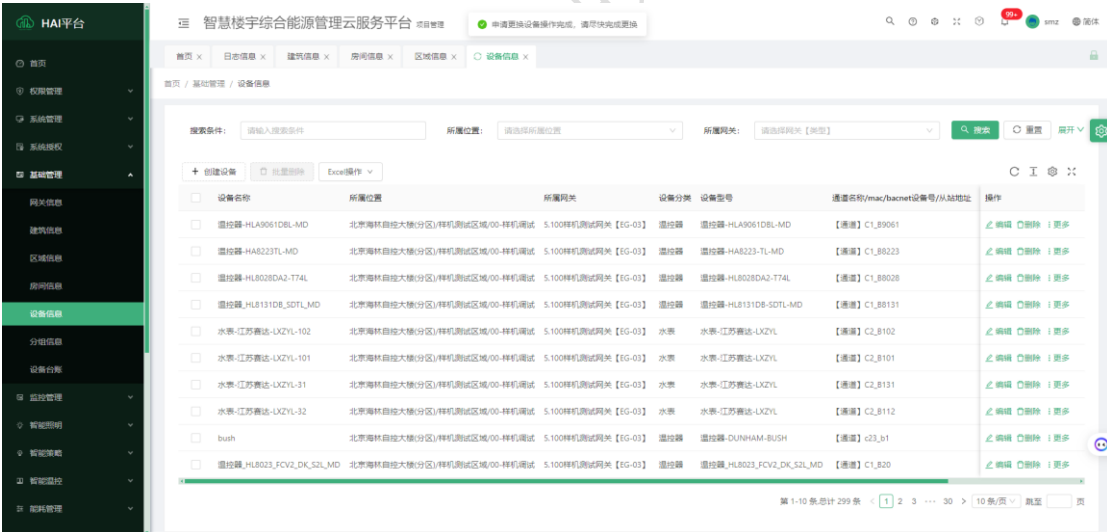 HAI平台
智慧楼宇综合能源管理云服务平台 项目管理
申请更换设备操作完成，请尽快完成更换
99+
smz
简体
首页
日志信息
建筑信息
房间信息
区域信息
设备信息
首页 / 基础管理 / 设备信息
首页
权限管理
系统管理
系统授权
基础管理
网关信息
建筑信息
区域信息
房间信息
设备信息
分组信息
设备台账
监控管理
智能照明
智能策略
智能温控
能耗管理
搜索条件： 请输入搜索条件 所属位置： 请选择所属位置 所属网关： 请选择网关【类型】 搜索 重置 展开
创建设备 批量删除 Excel操作
设备名称 所属位置 所属网关 设备分类 设备型号 通道名称/mac/bacnet设备号/从站地址 操作
温控器-HLA9061DBL-MD 北京海林自控大楼(分区)/样机测试区域/00-样机调试 5.100样机测试网关【EG-03】 温控器 温控器-HLA9061DBL-MD 【通道】C1_B9061 编辑 删除 更多
温控器-HA8223TL-MD 北京海林自控大楼(分区)/样机测试区域/00-样机调试 5.100样机测试网关【EG-03】 温控器 温控器-HA8223-TL-MD 【通道】C1_B8223 编辑 删除 更多
温控器-HL8028DA2-T74L 北京海林自控大楼(分区)/样机测试区域/00-样机调试 5.100样机测试网关【EG-03】 温控器 温控器-HL8028DA2-T74L 【通道】C1_B8028 编辑 删除 更多
温控器_HL8131DB_SDTL_MD 北京海林自控大楼(分区)/样机测试区域/00-样机调试 5.100样机测试网关【EG-03】 温控器 温控器-HL8131DB-SDTL-MD 【通道】C1_B8131 编辑 删除 更多
水表-江苏赛达-LXZYL-102 北京海林自控大楼(分区)/样机测试区域/00-样机调试 5.100样机测试网关【EG-03】 水表 水表-江苏赛达-LXZYL 【通道】C2_B102 编辑 删除 更多
水表-江苏赛达-LXZYL-101 北京海林自控大楼(分区)/样机测试区域/00-样机调试 5.100样机测试网关【EG-03】 水表 水表-江苏赛达-LXZYL 【通道】C2_B101 编辑 删除 更多
水表-江苏赛达-LXZYL-31 北京海林自控大楼(分区)/样机测试区域/00-样机调试 5.100样机测试网关【EG-03】 水表 水表-江苏赛达-LXZYL 【通道】C2_B131 编辑 删除 更多
水表-江苏赛达-LXZYL-32 北京海林自控大楼(分区)/样机测试区域/00-样机调试 5.100样机测试网关【EG-03】 水表 水表-江苏赛达-LXZYL 【通道】C2_B112 编辑 删除 更多
bush 北京海林自控大楼(分区)/样机测试区域/00-样机调试 5.100样机测试网关【EG-03】 温控器 温控器-DUNHAM-BUSH 【通道】c23_b1 编辑 删除 更多
温控器_HL8023_FCV2_DK_S2L_MD 北京海林自控大楼(分区)/样机测试区域/00-样机调试 5.100样机测试网关【EG-03】 温控器 温控器_HL8023_FCV2_DK_S2L_MD 【通道】C1_B20 编辑 删除 更多
第 1-10 条,总计 299 条 < 1 2 3 ··· 30 > 10 条/页 跳至 页